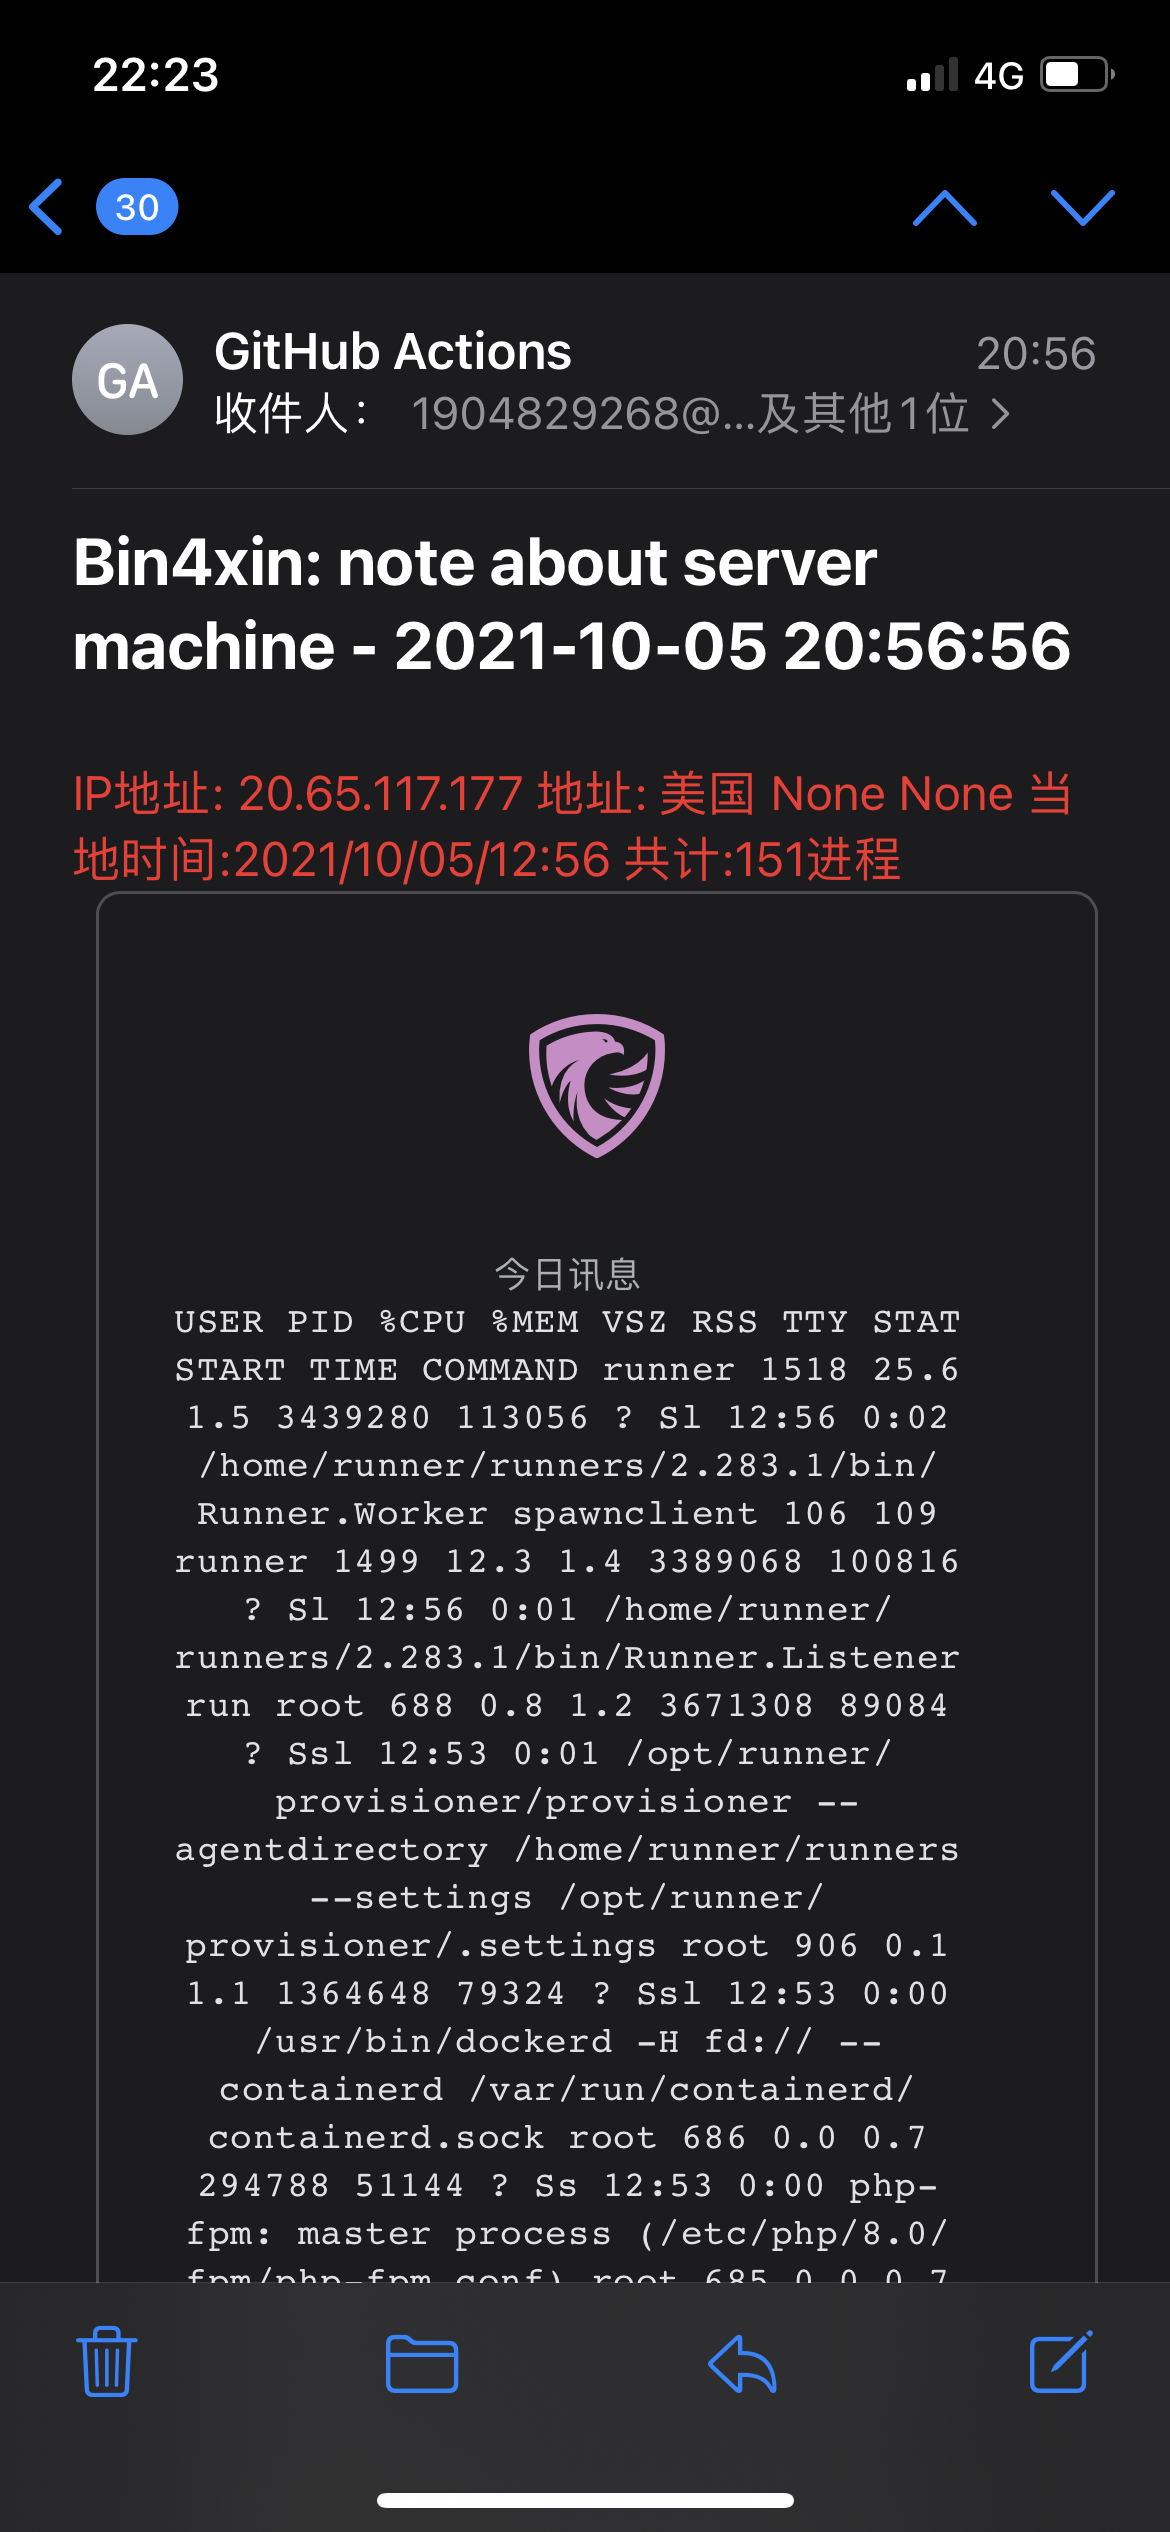 22:23
4G
30
GA
GitHub Actions
20:56
收件人： 1904829268@...及其他1位
Bin4xin: note about server
machine - 2021-10-05 20:56:56
IP地址: 20.65.117.177 地址: 美国 None None 当
地时间:2021/10/05/12:56 共计:151进程
今日讯息
USER PID %CPU %MEM VSZ RSS TTY STAT
START TIME COMMAND runner 1518 25.6
1.5 3439280 113056 ? Sl 12:56 0:02
/home/runner/runners/2.283.1/bin/
Runner.Worker spawnclient 106 109
runner 1499 12.3 1.4 3389068 100816
? Sl 12:56 0:01 /home/runner/
runners/2.283.1/bin/Runner.Listener
run root 688 0.8 1.2 3671308 89084
? Ssl 12:53 0:01 /opt/runner/
provisioner/provisioner --
agentdirectory /home/runner/runners
--settings /opt/runner/
provisioner/.settings root 906 0.1
1.1 1364648 79324 ? Ssl 12:53 0:00
/usr/bin/dockerd -H fd:// --
containerd /var/run/containerd/
containerd.sock root 686 0.0 0.7
294788 51144 ? Ss 12:53 0:00 php-
fpm: master process (/etc/php/8.0/
fpm/php-fpm.conf) root 685 0.0 0.7